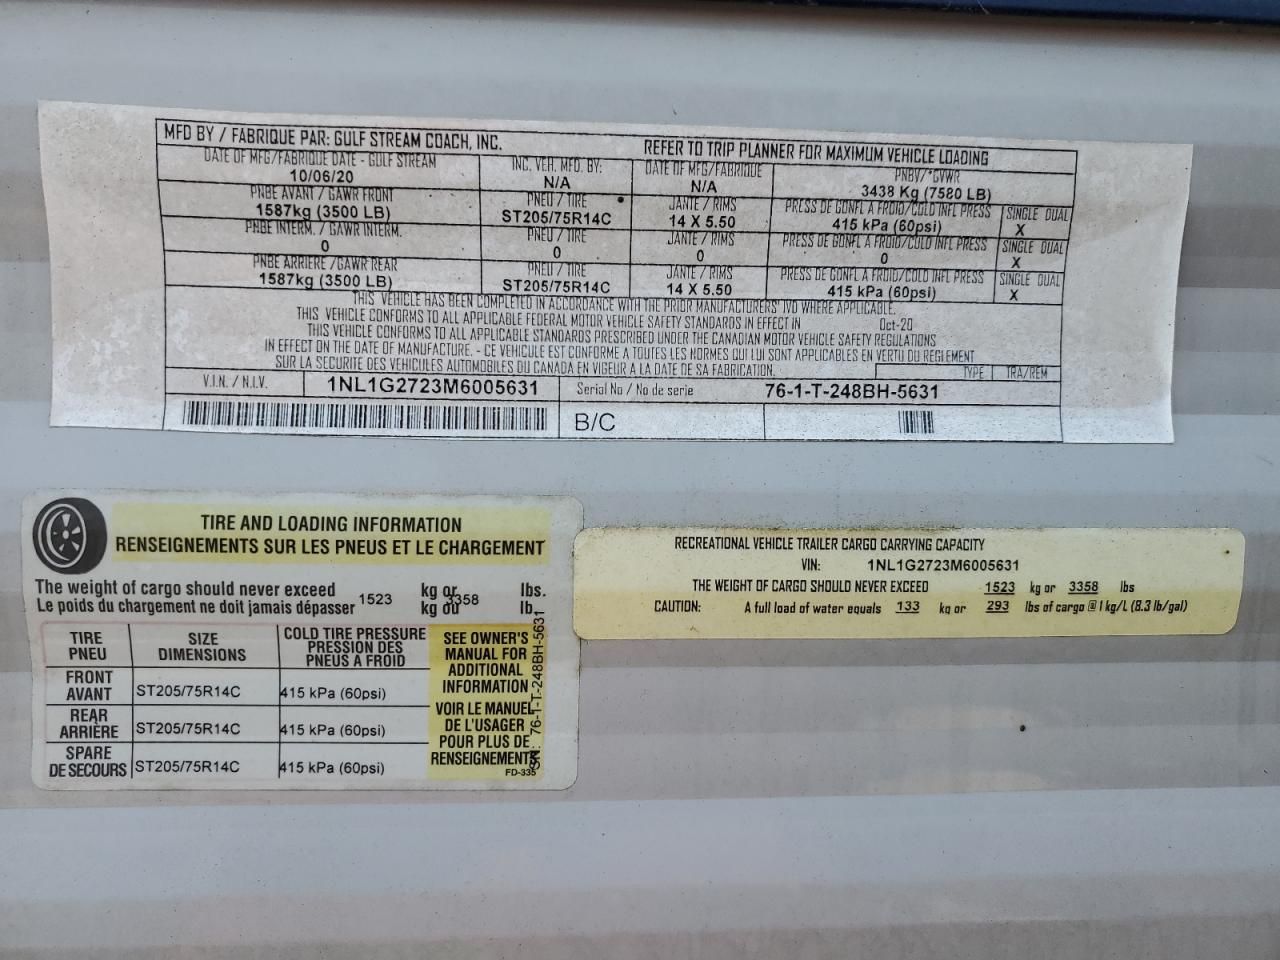 MFD BY / FABRIQUE PAR: GULF STREAM COACH, INC. REFER TO TRIP PLANNER FOR MAXIMUM VEHICLE LOADING
DATE OF MFG/FABRIQUE DATE - GULF STREAM INC. VEH. MFD. BY: DATE OF MFG/FABRIQUE PNBV/*GVWR
10/06/20 N/A N/A 3438 Kg (7580 LB)
PNBE AVANT / GAWR FRONT PNEU / TIRE JANTE / RIMS PRESS DE GONFL A FROID/COLD INFL PRESS SINGLE DUAL
1587kg (3500 LB) ST205/75R14C 14 X 5.50 415 kPa (60psi) X
PNBE INTERM. / GAWR INTERM. PNEU / TIRE JANTE / RIMS PRESS DE GONFL A FROID/COLD INFL PRESS SINGLE DUAL
0 0 0 0 X
PNBE ARRIERE /GAWR REAR PNEU / TIRE JANTE / RIMS PRESS DE GONFL A FROID/COLD INFL PRESS SINGLE DUAL
1587kg (3500 LB) ST205/75R14C 14 X 5.50 415 kPa (60psi) X
THIS VEHICLE HAS BEEN COMPLETED IN ACCORDANCE WITH THE PRIOR MANUFACTURERS' IVD WHERE APPLICABLE.
THIS VEHICLE CONFORMS TO ALL APPLICABLE FEDERAL MOTOR VEHICLE SAFETY STANDARDS IN EFFECT IN Oct-20
THIS VEHICLE CONFORMS TO ALL APPLICABLE STANDARDS PRESCRIBED UNDER THE CANADIAN MOTOR VEHICLE SAFETY REGULATIONS
IN EFFECT ON THE DATE OF MANUFACTURE. - CE VEHICULE EST CONFORME A TOUTES LES NORMES QUI LUI SONT APPLICABLES EN VERTU DU REGLEMENT
SUR LA SECURITE DES VEHICULES AUTOMOBILES DU CANADA EN VIGEUR A LA DATE DE SA FABRICATION. TYPE TRA/REM
V.I.N. / N.I.V. 1NL1G2723M6005631 Serial No / No de serie 76-1-T-248BH-5631
B/C
TIRE AND LOADING INFORMATION
RENSEIGNEMENTS SUR LES PNEUS ET LE CHARGEMENT
The weight of cargo should never exceed kg or lbs.
Le poids du chargement ne doit jamais dépasser 1523 kg ou 3358 lb.
TIRE PNEU SIZE DIMENSIONS COLD TIRE PRESSURE PRESSION DES PNEUS A FROID
FRONT AVANT ST205/75R14C 415 kPa (60psi)
REAR ARRIÈRE ST205/75R14C 415 kPa (60psi)
SPARE DE SECOURS ST205/75R14C 415 kPa (60psi)
SEE OWNER'S
MANUAL FOR
ADDITIONAL
INFORMATION
VOIR LE MANUEL
DE L'USAGER
POUR PLUS DE
RENSEIGNEMENTS
FD-335
SN: 76-1-T-248BH-5631
RECREATIONAL VEHICLE TRAILER CARGO CARRYING CAPACITY
VIN: 1NL1G2723M6005631
THE WEIGHT OF CARGO SHOULD NEVER EXCEED 1523 kg or 3358 lbs
CAUTION: A full load of water equals 133 kg or 293 lbs of cargo @ 1 kg/L (8.3 lb/gal)